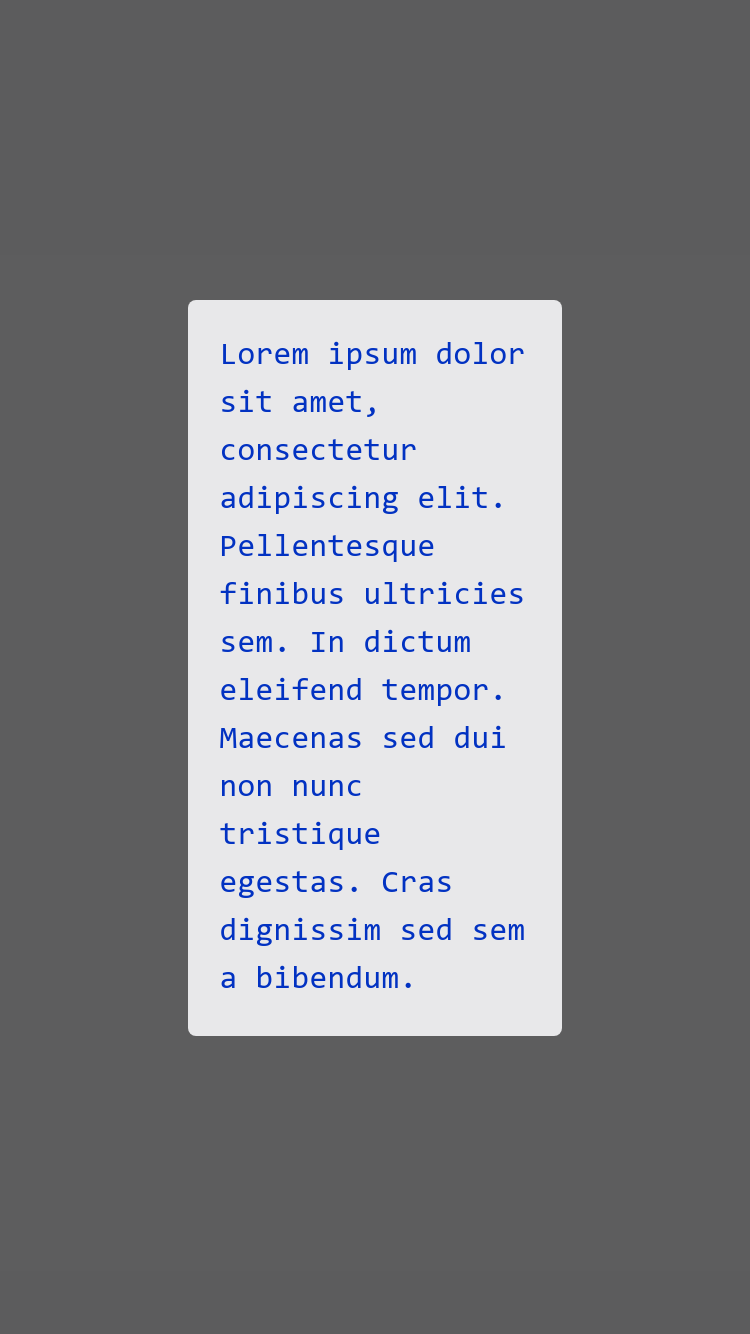 Lorem ipsum dolor
sit amet,
consectetur
adipiscing elit.
Pellentesque
finibus ultricies
sem. In dictum
eleifend tempor.
Maecenas sed dui
non nunc
tristique
egestas. Cras
dignissim sed sem
a bibendum.